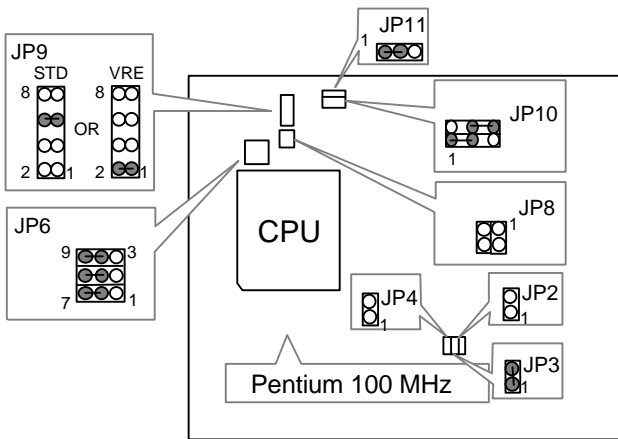 JP11
1
JP9
STD VRE
8 8
OR
2 1 2 1
JP10
1
JP8
1
JP6
9 3
7 1
CPU
JP4
1
JP2
1
JP3
1
Pentium 100 MHz